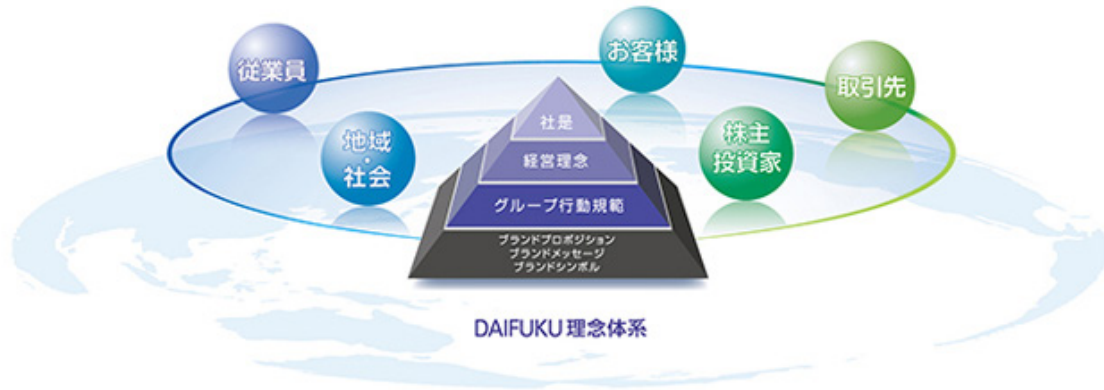 従業員
お客様
取引先
地域
・
社会
株主
投資家
社是
経営理念
グループ行動規範
ブランドプロポジション
ブランドメッセージ
ブランドシンボル
DAIFUKU 理念体系